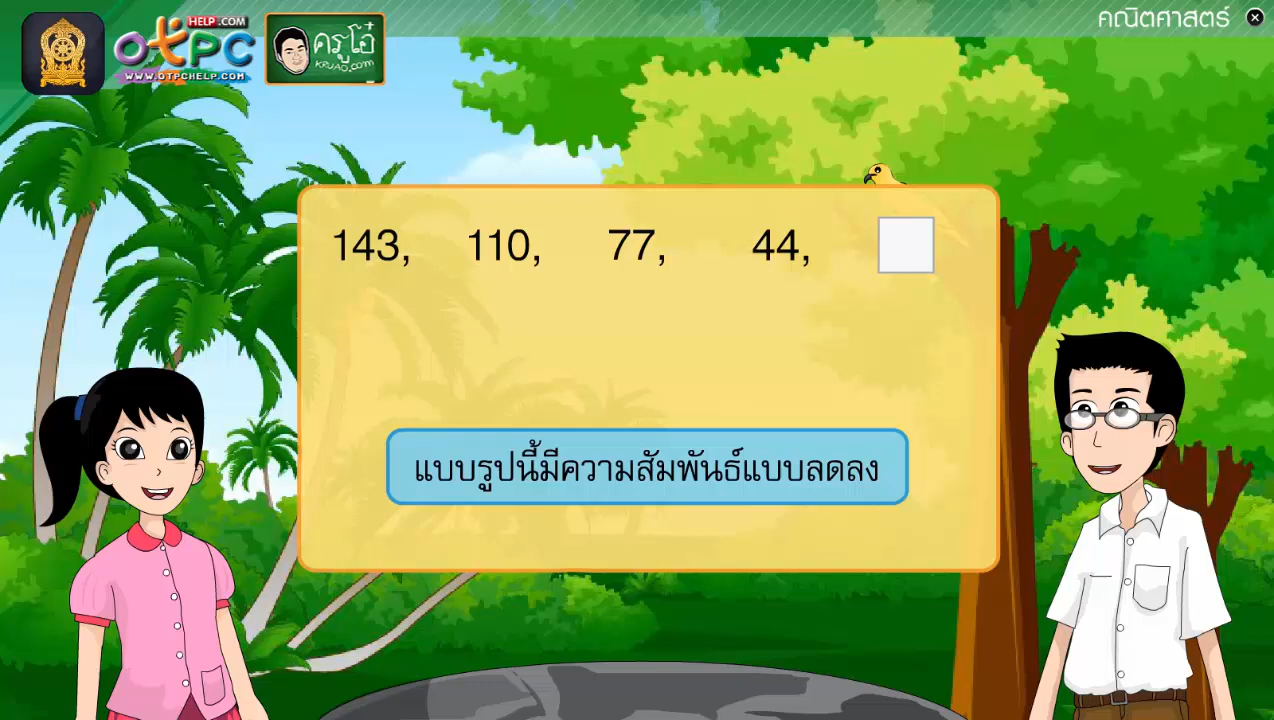 คณิตศาสตร์
HELP.COM
OTPC
WWW.OTPCHELP.COM
ครูโอ๋
KRUAO.COM
143, 110, 77, 44,
แบบรูปนี้มีความสัมพันธ์แบบลดลง